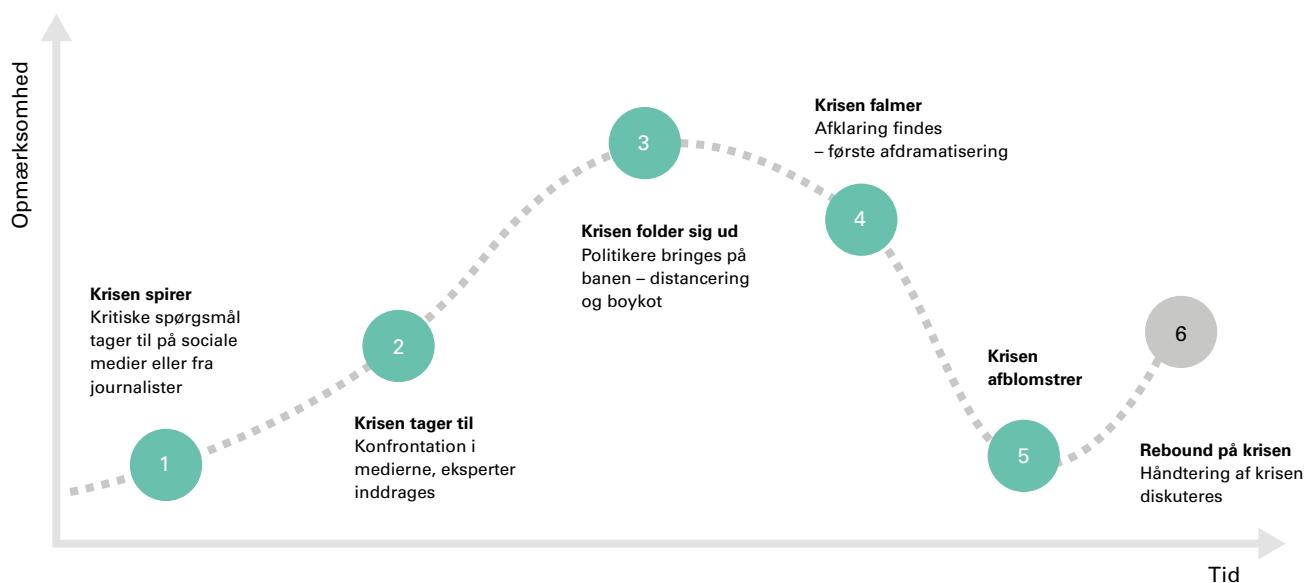 Opmærksomhed
Krisen spirer
Kritiske spørgsmål
tager til på sociale
medier eller fra
journalister
1
2
Krisen tager til
Konfrontation i
medierne, eksperter
inddrages
3
Krisen folder sig ud
Politikere bringes på
banen – distancering
og boykot
Krisen falmer
Afklaring findes
– første afdramatisering
4
Krisen
afblomstrer
5
6
Rebound på krisen
Håndtering af krisen
diskuteres
Tid